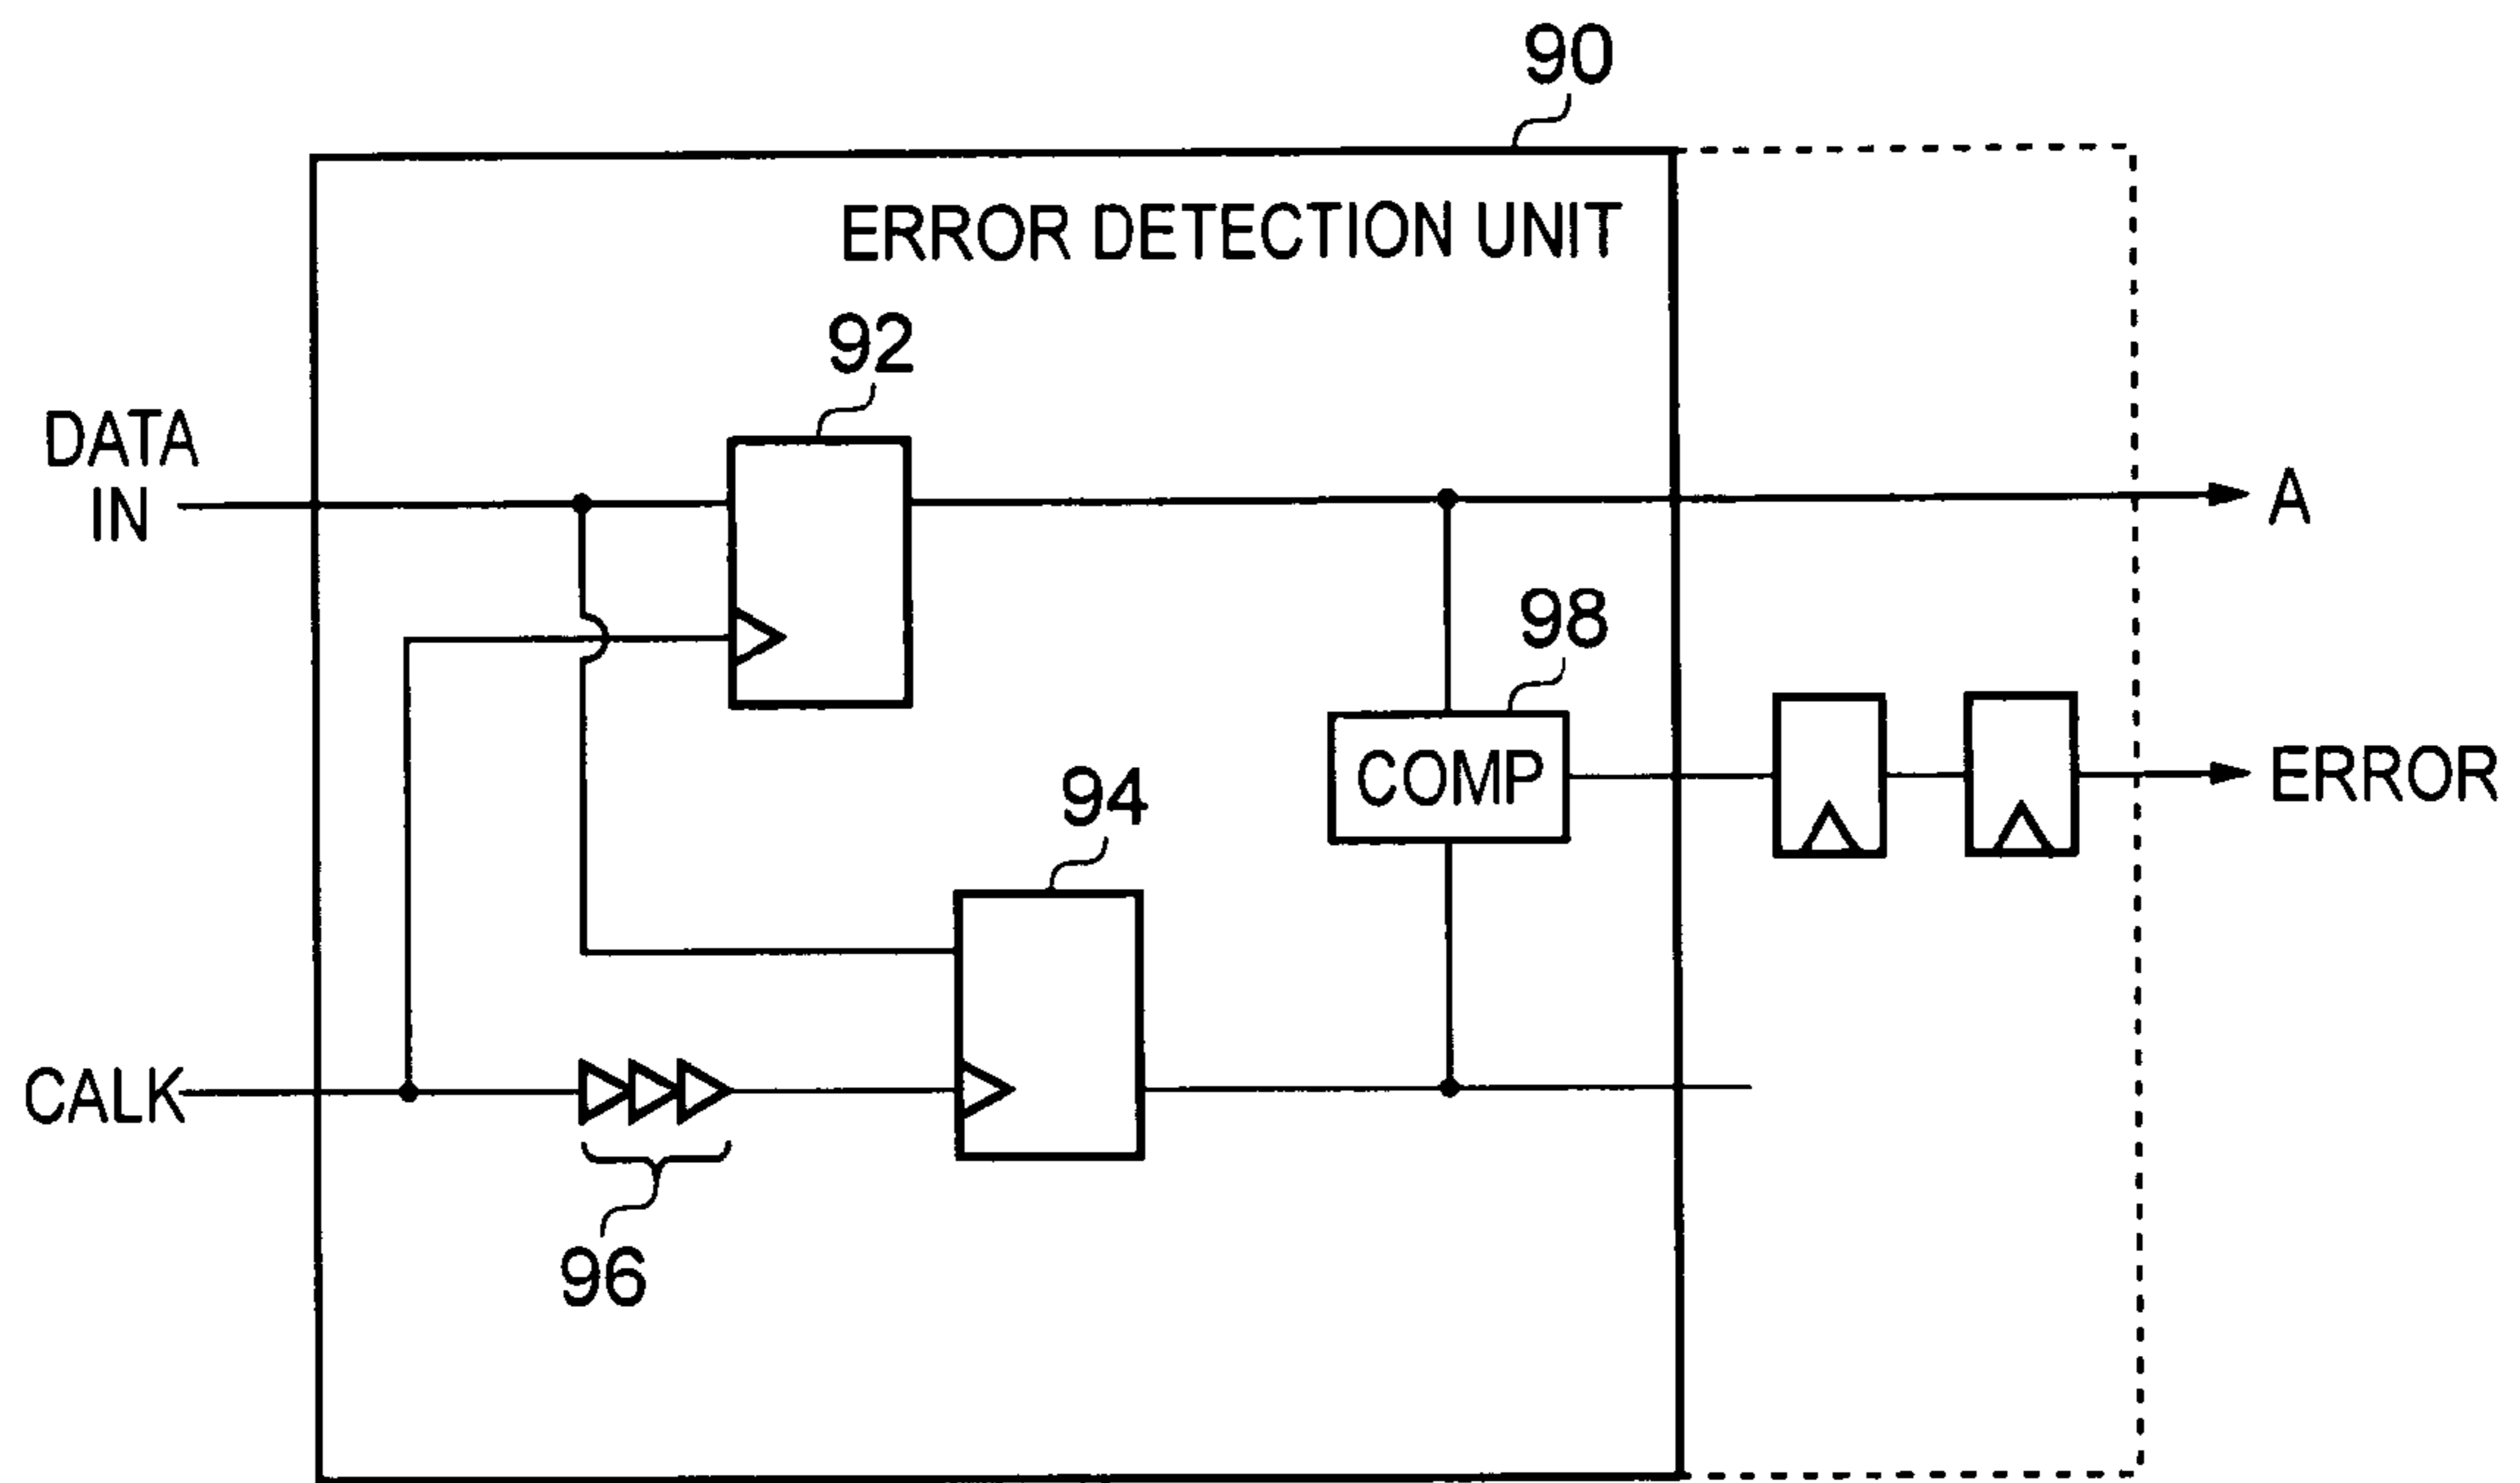 90
ERROR DETECTION UNIT
92
DATA
IN
A
98
COMP
ERROR
94
CALK
96